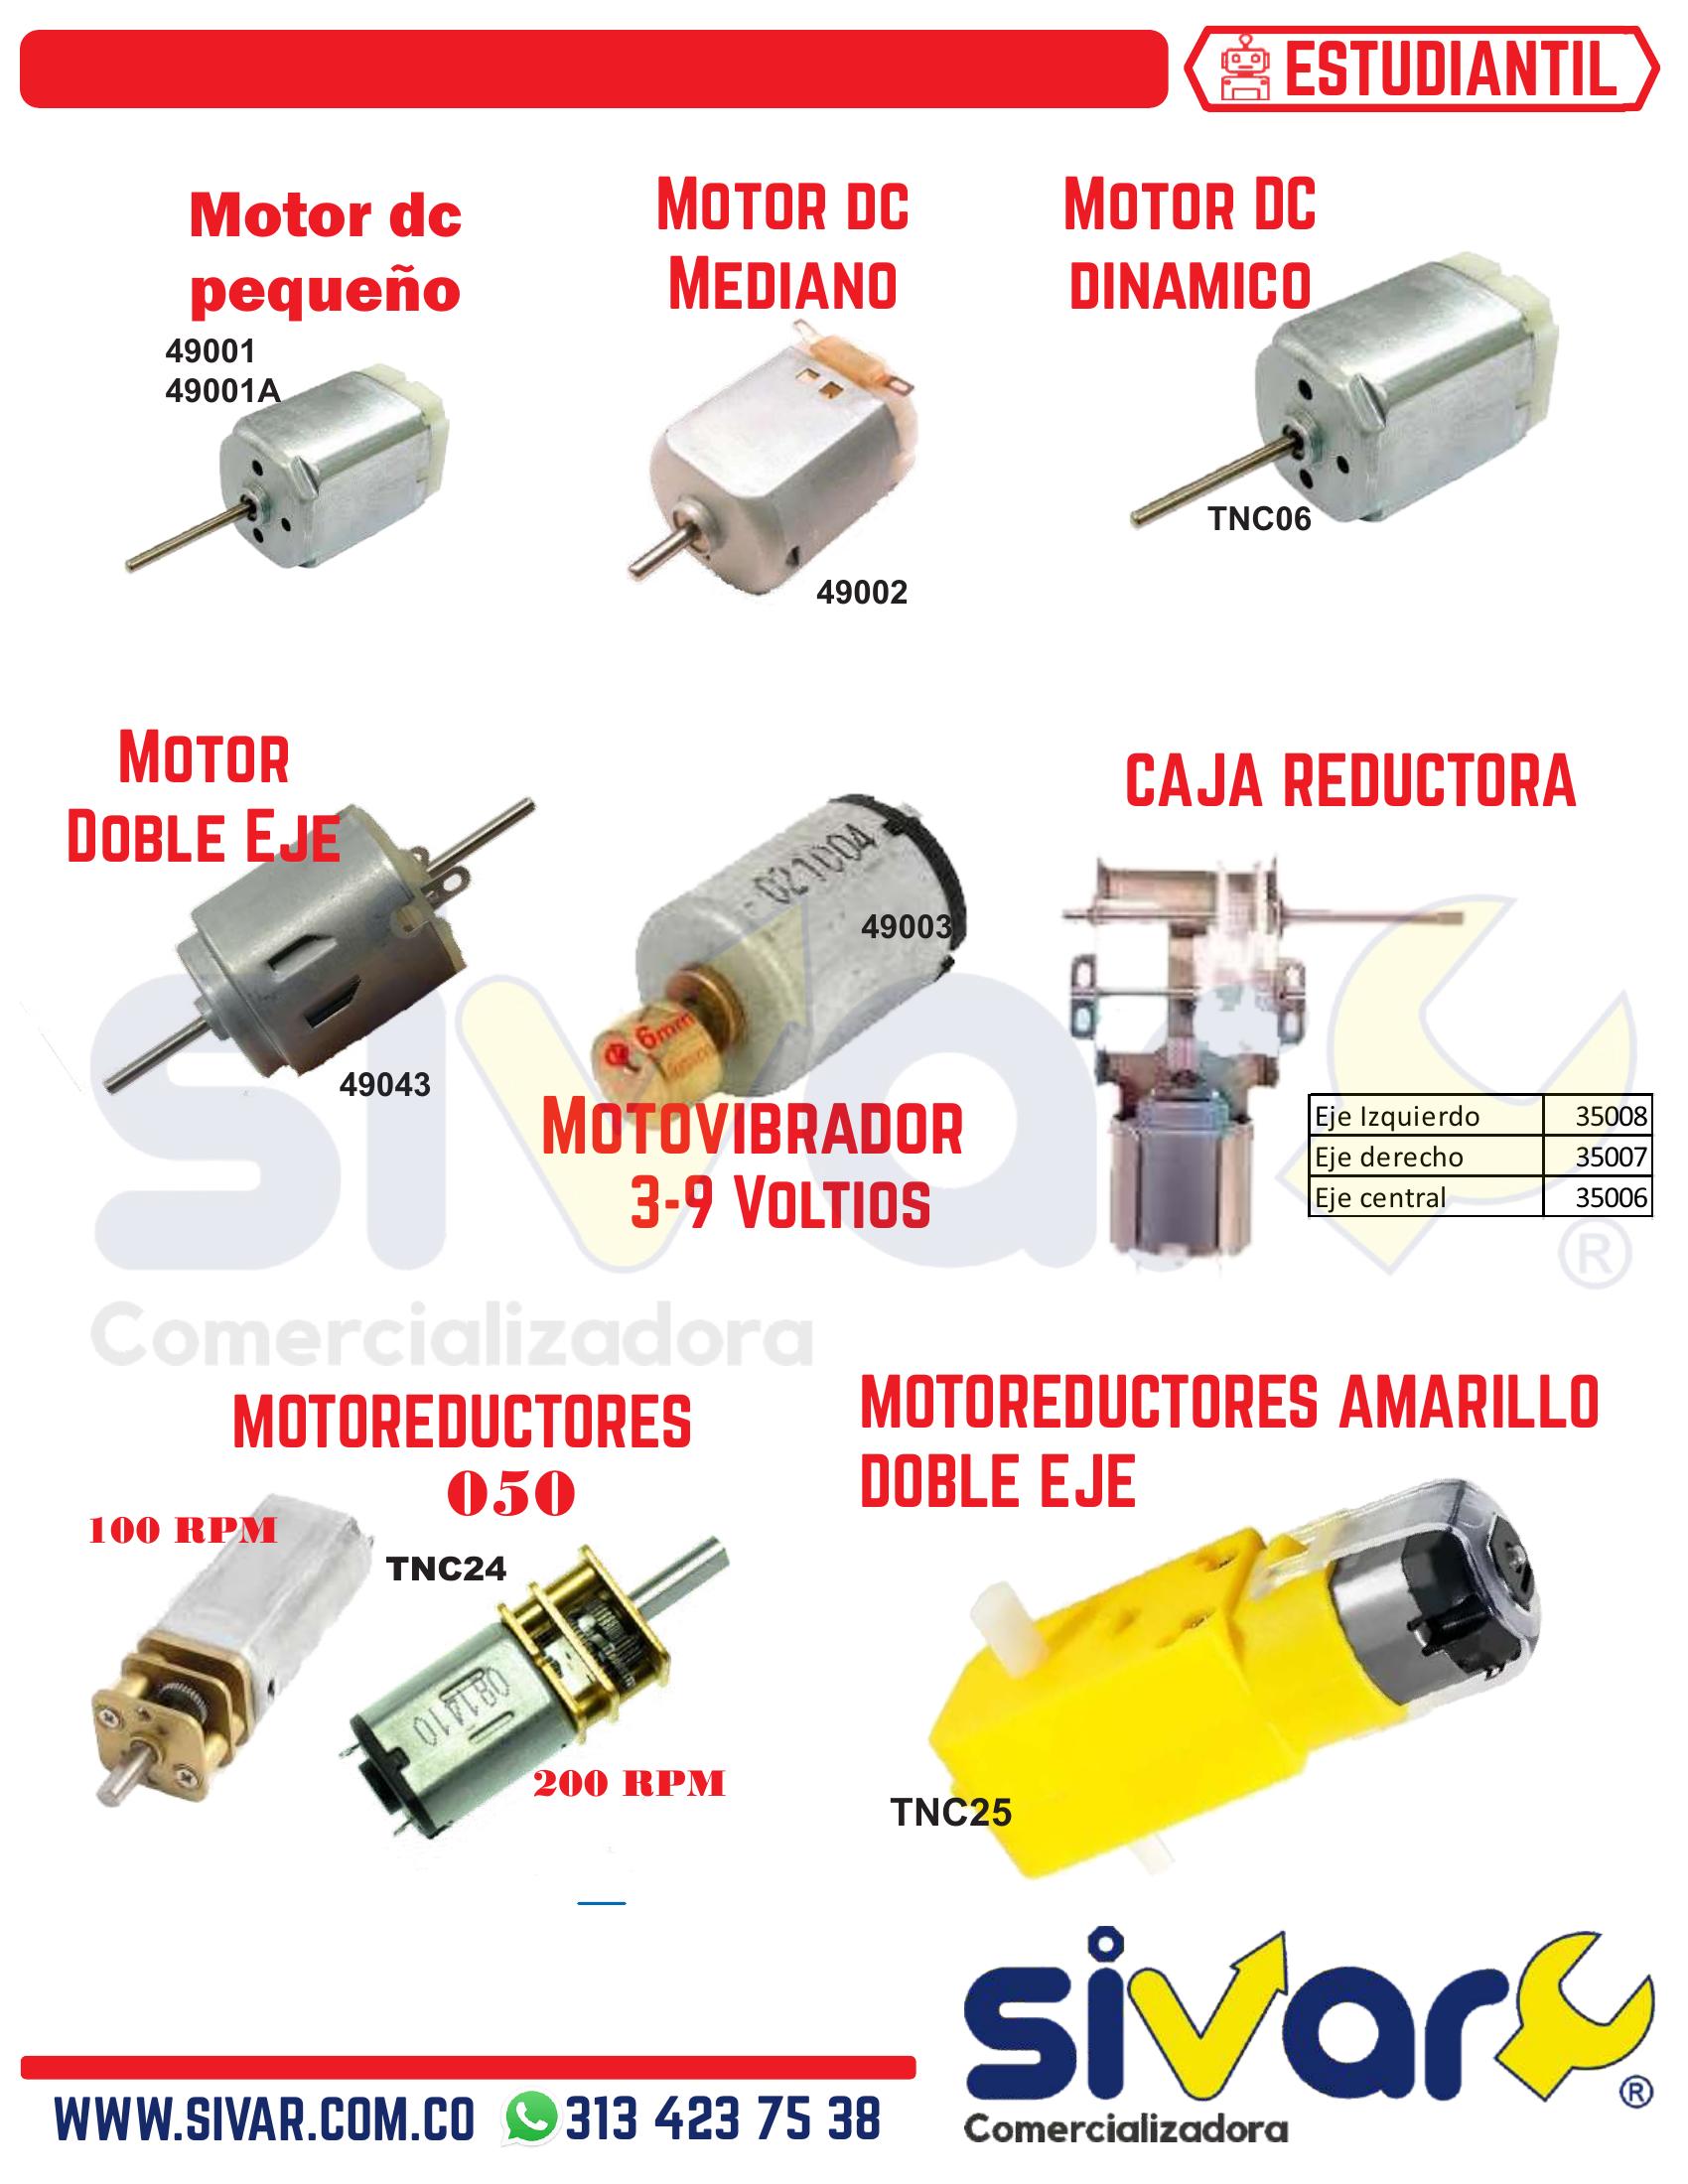 ESTUDIANTIL
Motor dc
pequeño
49001
49001A
MOTOR DC
MEDIANO
49002
MOTOR DC
DINAMICO
TNC06
MOTOR
DOBLE EJE
49043
021004
49003
6mm
MOTOVIBRADOR
3-9 VOLTIOS
CAJA REDUCTORA
Eje Izquierdo 35008
Eje derecho 35007
Eje central 35006
sivar
®
Comercializadora
MOTOREDUCTORES
050
100 RPM
TNC24
081410
200 RPM
MOTOREDUCTORES AMARILLO
DOBLE EJE
TNC25
sivar
®
Comercializadora
WWW.SIVAR.COM.CO 313 423 75 38